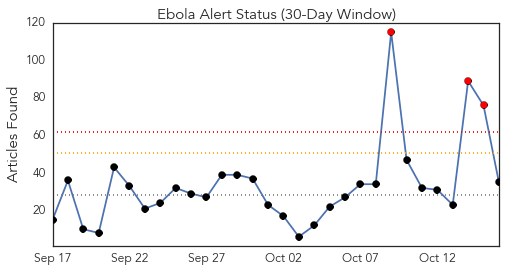 Ebola Alert Status (30-Day Window)
Articles Found
120
100
80
60
40
20
Sep 17
Sep 22
Sep 27
Oct 02
Oct 07
Oct 12